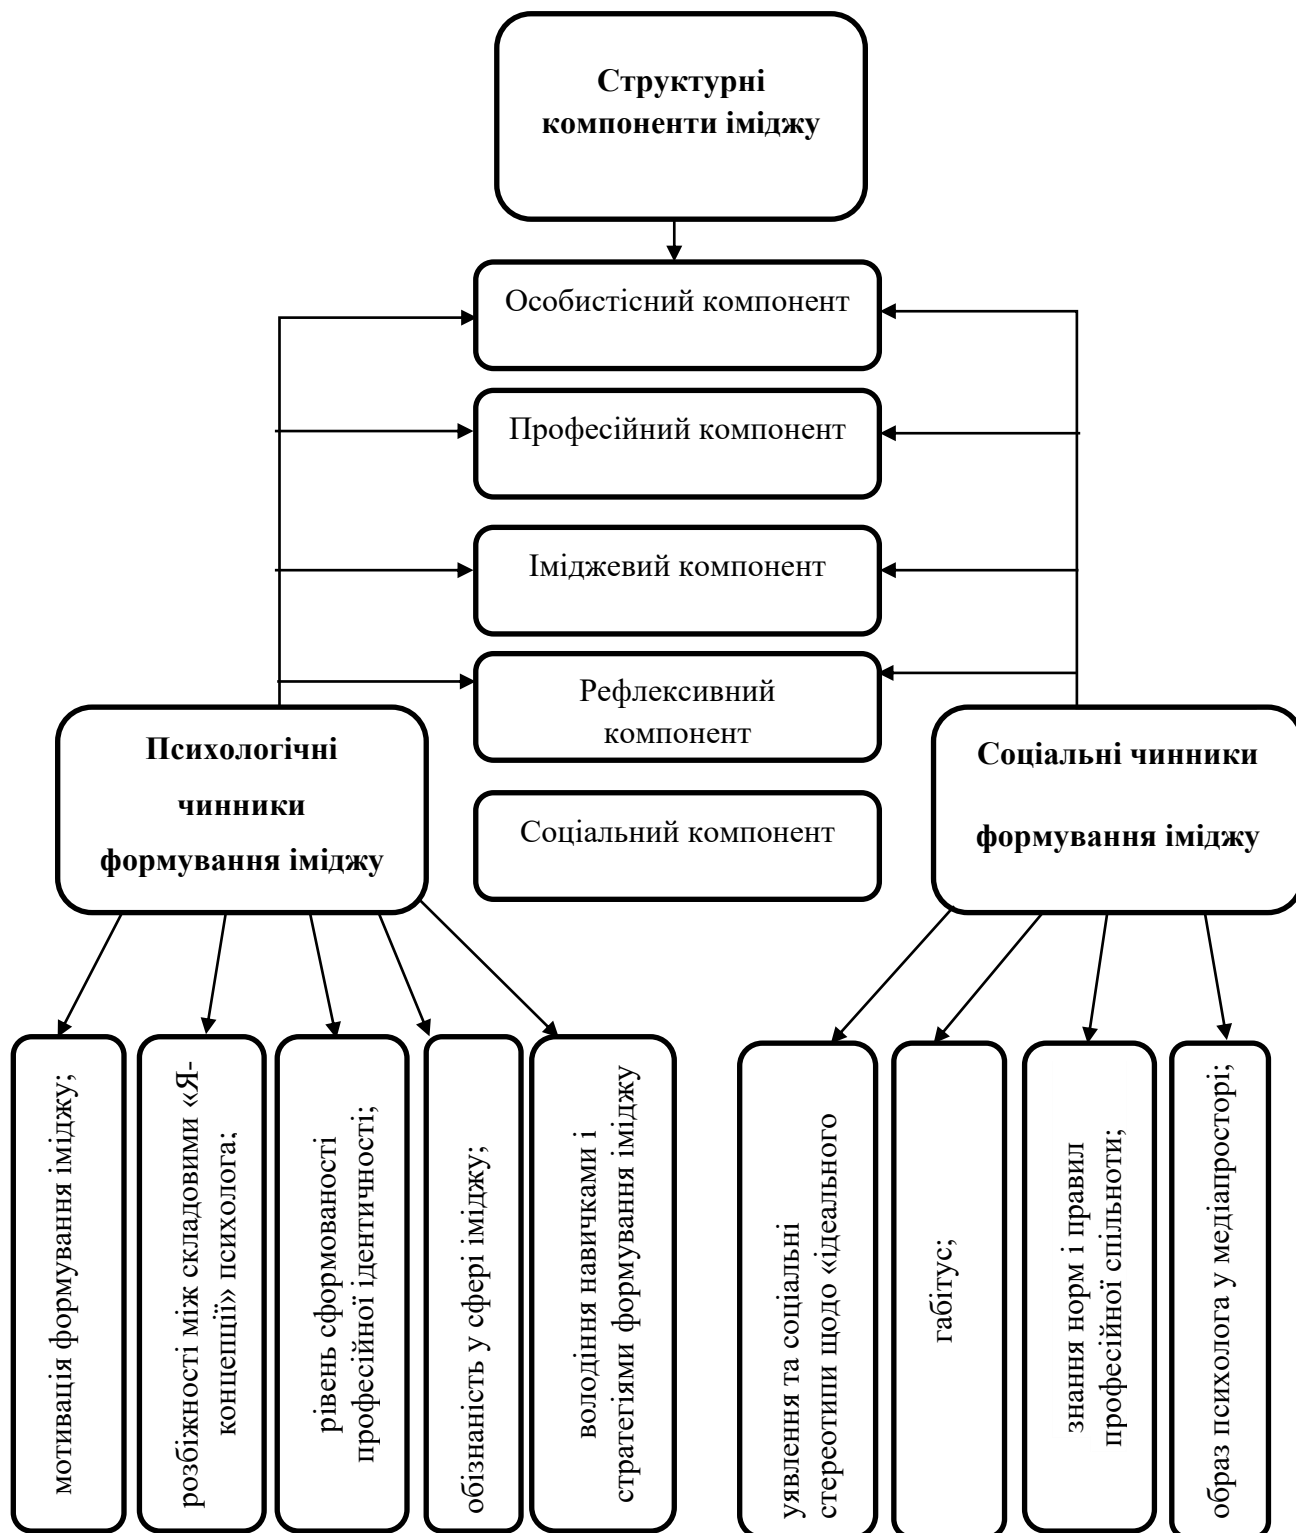 Структурні
компоненти іміджу
Особистісний компонент
Професійний компонент
Іміджевий компонент
Рефлексивний
компонент
Соціальний компонент
Психологічні
чинники
формування іміджу
Соціальні чинники
формування іміджу
мотивація формування іміджу;
розбіжності між складовими «Я-
концепції» психолога;
рівень сформованості
професійної ідентичності;
обізнаність у сфері іміджу;
володіння навичками і
стратегіями формування іміджу
уявлення та соціальні
стереотипи щодо «ідеального
габітус;
знання норм і правил
професійної спільноти;
образ психолога у медіапросторі;